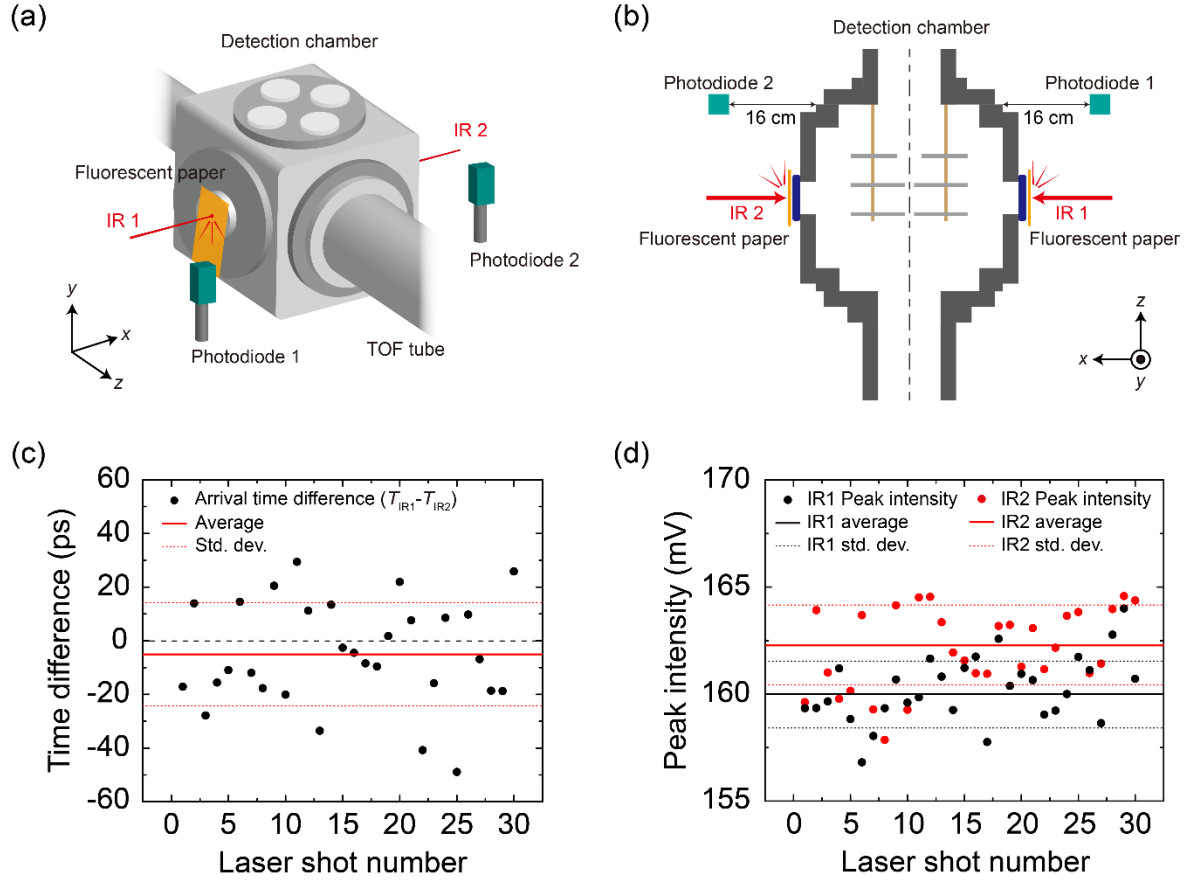 (a)
Detection chamber
IR 2
Fluorescent paper
IR 1
Photodiode 2
Photodiode 1
TOF tube
y
x
z
(b)
Detection chamber
Photodiode 2
Photodiode 1
16 cm
16 cm
IR 2
IR 1
Fluorescent paper
Fluorescent paper
z
x
y
(c)
60
40
20
0
-20
-40
-60
Time difference (ps)
Arrival time difference (TIR1-TIR2)
Average
Std. dev.
0 5 10 15 20 25 30
Laser shot number
(d)
170
165
160
155
Peak intensity (mV)
IR1 Peak intensity
IR2 Peak intensity
IR1 average
IR2 average
IR1 std. dev.
IR2 std. dev.
0 5 10 15 20 25 30
Laser shot number